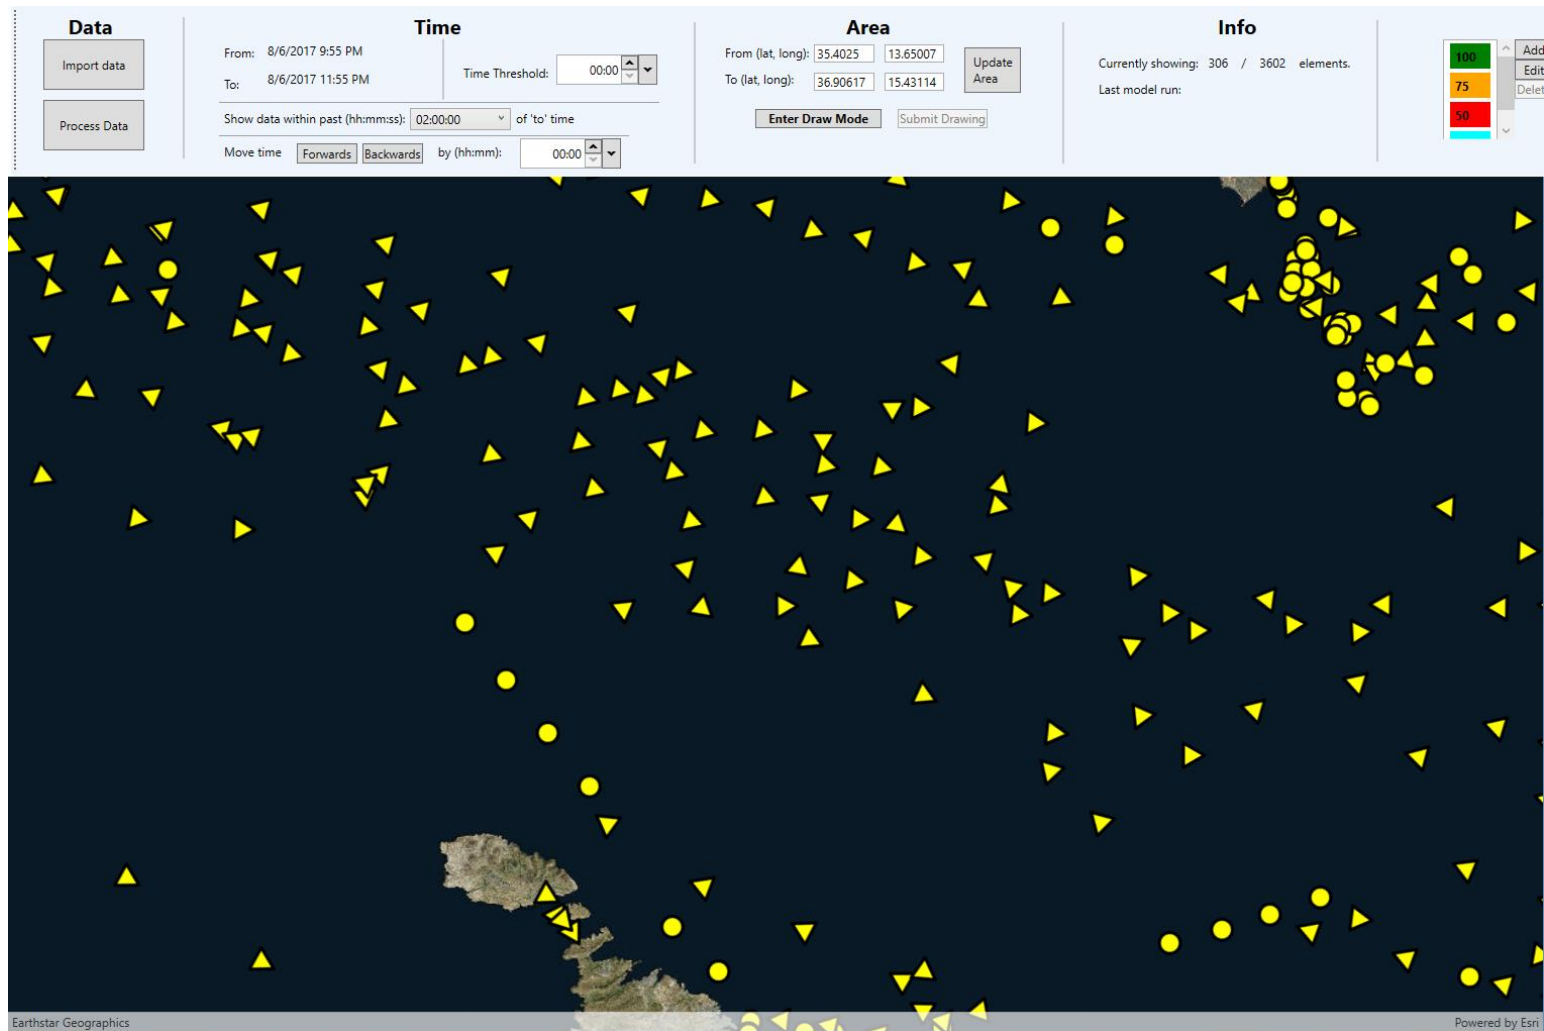 Data
Time
Area
Info
Import data
Process Data
From: 8/6/2017 9:55 PM
To: 8/6/2017 11:55 PM
Time Threshold: 00:00
Show data within past (hh:mm:ss): 02:00:00 of 'to' time
Move time Forwards Backwards by (hh:mm): 00:00
From (lat, long): 35.4025 13.65007
To (lat, long): 36.90617 15.43114
Update
Area
Enter Draw Mode Submit Drawing
Currently showing: 306 / 3602 elements.
Last model run:
100
75
50
Add
Edit
Delet
Earthstar Geographics
Powered by Esri